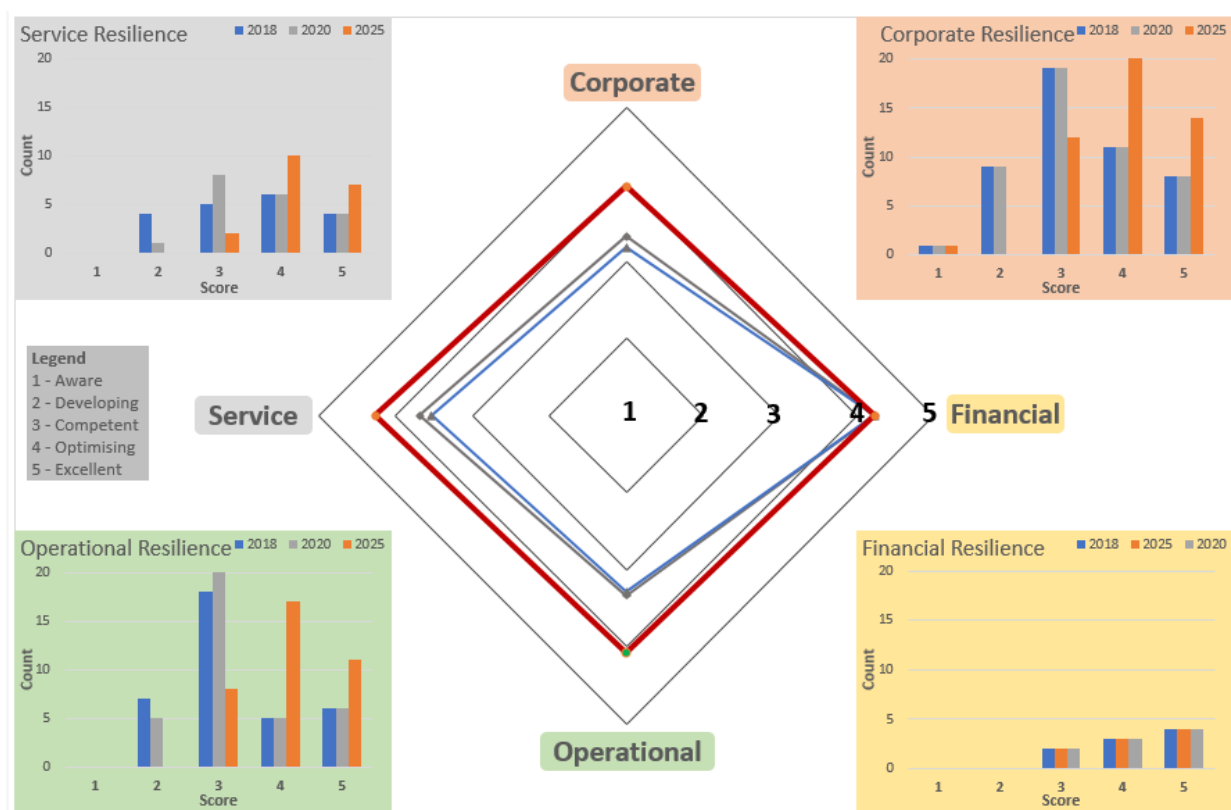 Service Resilience
2018 2020 2025
20
15
10
5
0
Count
1 2 3 4 5
Score
Corporate Resilience
2018 2020 2025
20
15
10
5
0
Count
1 2 3 4 5
Score
Corporate
Legend
1 - Aware
2 - Developing
3 - Competent
4 - Optimising
5 - Excellent
Service
1 2 3 4 5
Financial
Operational Resilience
2018 2020 2025
20
15
10
5
0
Count
1 2 3 4 5
Score
Operational
Financial Resilience
2018 2025 2020
20
15
10
5
0
Count
1 2 3 4 5
Score